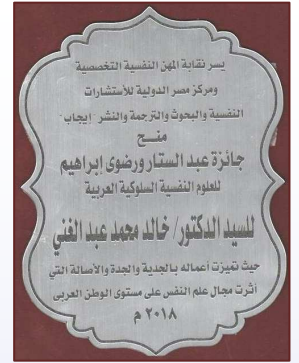 يسر نقابة المهن النفسية التخصصية
ومركز مصر الدولية للأستشارات
النفسية والبحوث والترجمة والنشر "إيجاب"
منح
جائزة عبد الستار ورضوى إبراهيم
للعلوم النفسية السلوكية العربية
للسيد الدكتور/ خالد محمد عبد الغني
حيث تميزت أعماله بالجدية والجدة والأصالة التي
أثرت مجال علم النفس على مستوى الوطن العربى
٢٠١٨ م